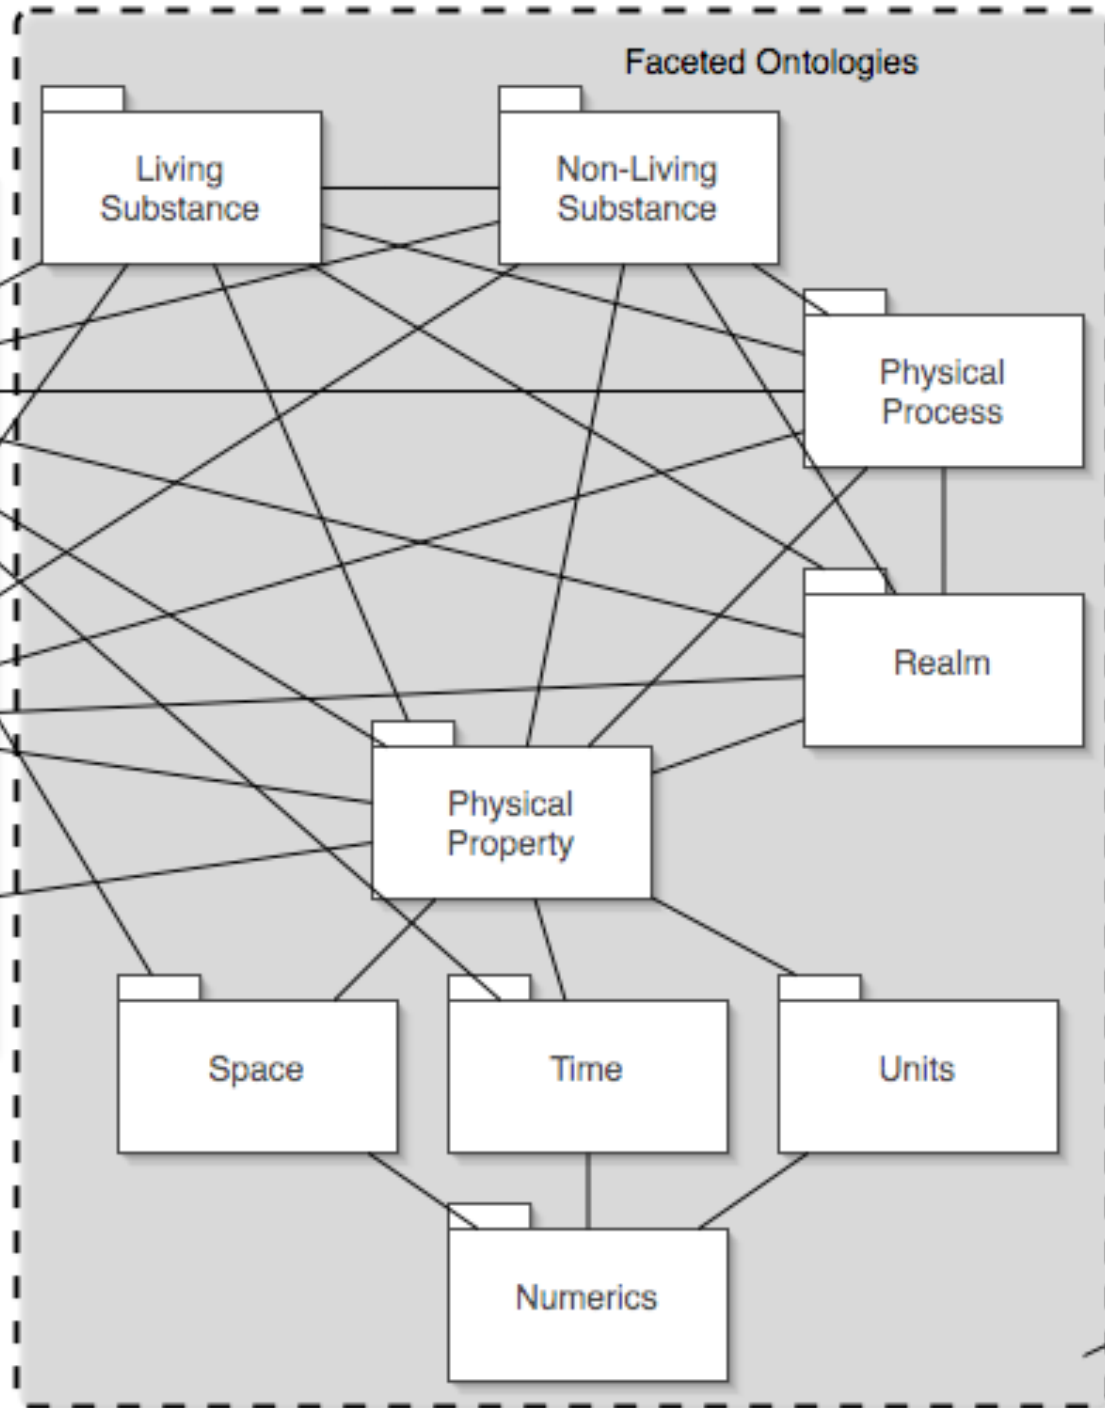 Faceted Ontologies
Living
Substance
Non-Living
Substance
Physical
Process
Realm
Physical
Property
Space
Time
Units
Numerics